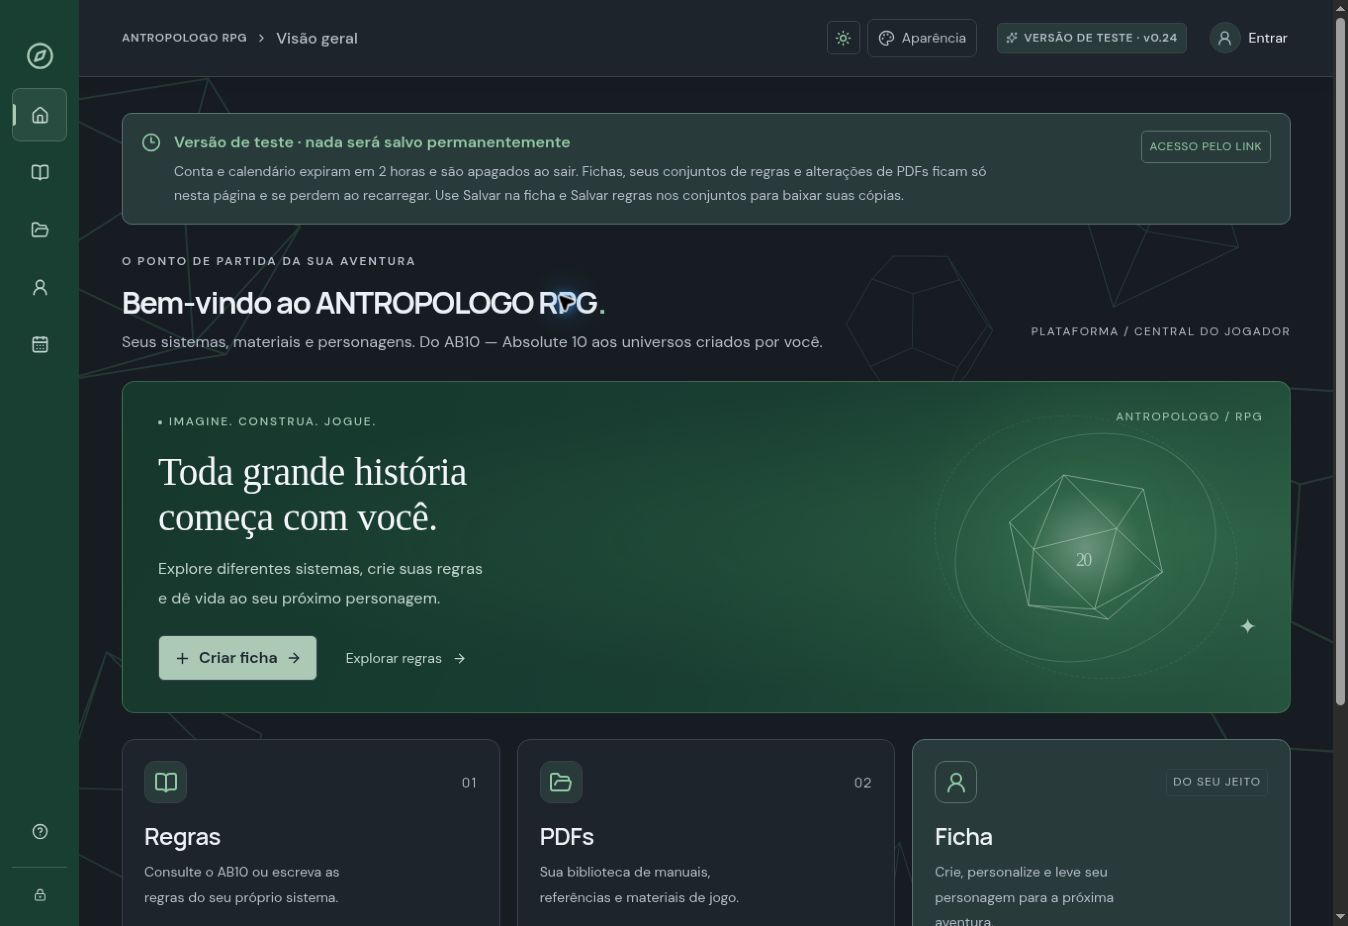 ANTROPOLOGO RPG > Visão geral
Aparência
VERSÃO DE TESTE · v0.24
Entrar
Versão de teste · nada será salvo permanentemente
ACESSO PELO LINK
Conta e calendário expiram em 2 horas e são apagados ao sair. Fichas, seus conjuntos de regras e alterações de PDFs ficam só
nesta página e se perdem ao recarregar. Use Salvar na ficha e Salvar regras nos conjuntos para baixar suas cópias.
O PONTO DE PARTIDA DA SUA AVENTURA
Bem-vindo ao ANTROPOLOGO RPG.
PLATAFORMA / CENTRAL DO JOGADOR
Seus sistemas, materiais e personagens. Do AB10 — Absolute 10 aos universos criados por você.
IMAGINE. CONSTRUA. JOGUE.
ANTROPOLOGO / RPG
Toda grande história
começa com você.
20
Explore diferentes sistemas, crie suas regras
e dê vida ao seu próximo personagem.
+ Criar ficha →
Explorar regras →
01
Regras
Consulte o AB10 ou escreva as
regras do seu próprio sistema.
02
PDFs
Sua biblioteca de manuais,
referências e materiais de jogo.
DO SEU JEITO
Ficha
Crie, personalize e leve seu
personagem para a próxima
aventura.